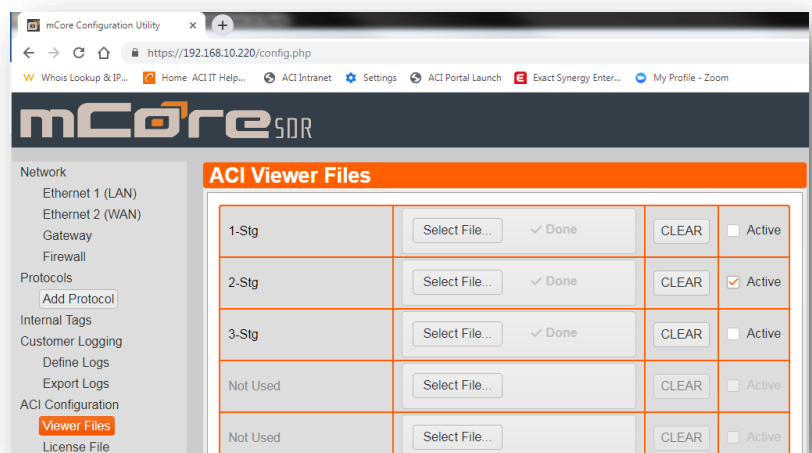 mCore Configuration Utility
https://192.168.10.220/config.php
W Whois Lookup & IP... Home ACI IT Help... ACI Intranet Settings ACI Portal Launch E Exact Synergy Enter... My Profile - Zoom
mCore SDR
Network
Ethernet 1 (LAN)
Ethernet 2 (WAN)
Gateway
Firewall
Protocols
Add Protocol
Internal Tags
Customer Logging
Define Logs
Export Logs
ACI Configuration
Viewer Files
License File
ACI Viewer Files
1-Stg Select File... ✓ Done CLEAR Active
2-Stg Select File... ✓ Done CLEAR Active
3-Stg Select File... ✓ Done CLEAR Active
Not Used Select File... CLEAR Active
Not Used Select File... CLEAR Active